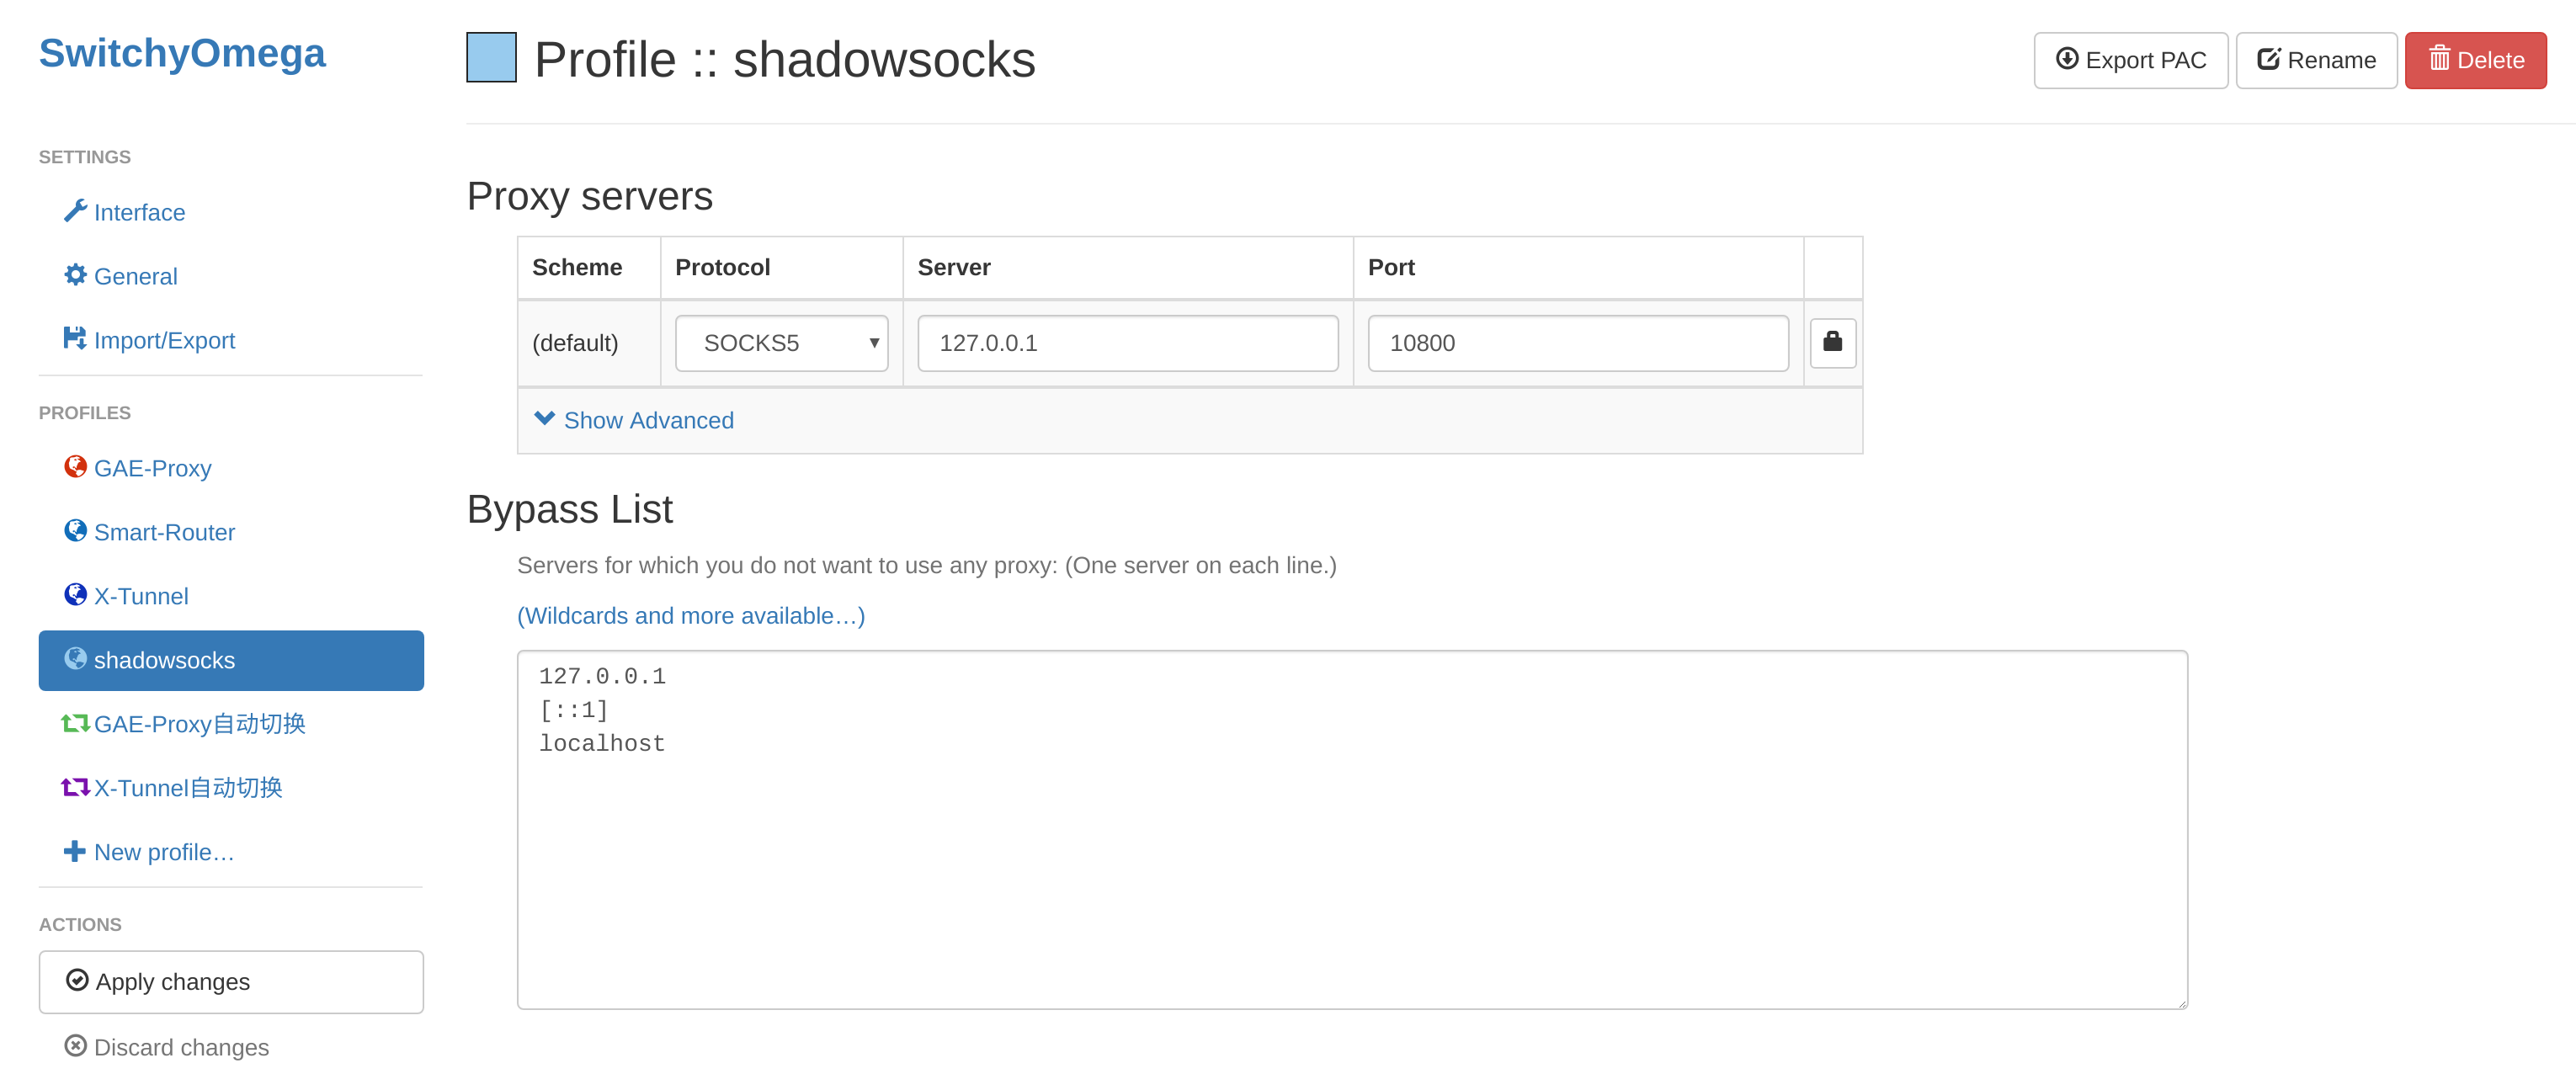 SwitchyOmega
SETTINGS
Interface
General
Import/Export
PROFILES
GAE-Proxy
Smart-Router
X-Tunnel
shadowsocks
GAE-Proxy自动切换
X-Tunnel自动切换
New profile…
ACTIONS
Apply changes
Discard changes
Profile :: shadowsocks
Export PAC
Rename
Delete
Proxy servers
Scheme Protocol Server Port
(default) SOCKS5 127.0.0.1 10800
Show Advanced
Bypass List
Servers for which you do not want to use any proxy: (One server on each line.)
(Wildcards and more available…)
127.0.0.1
[::1]
localhost